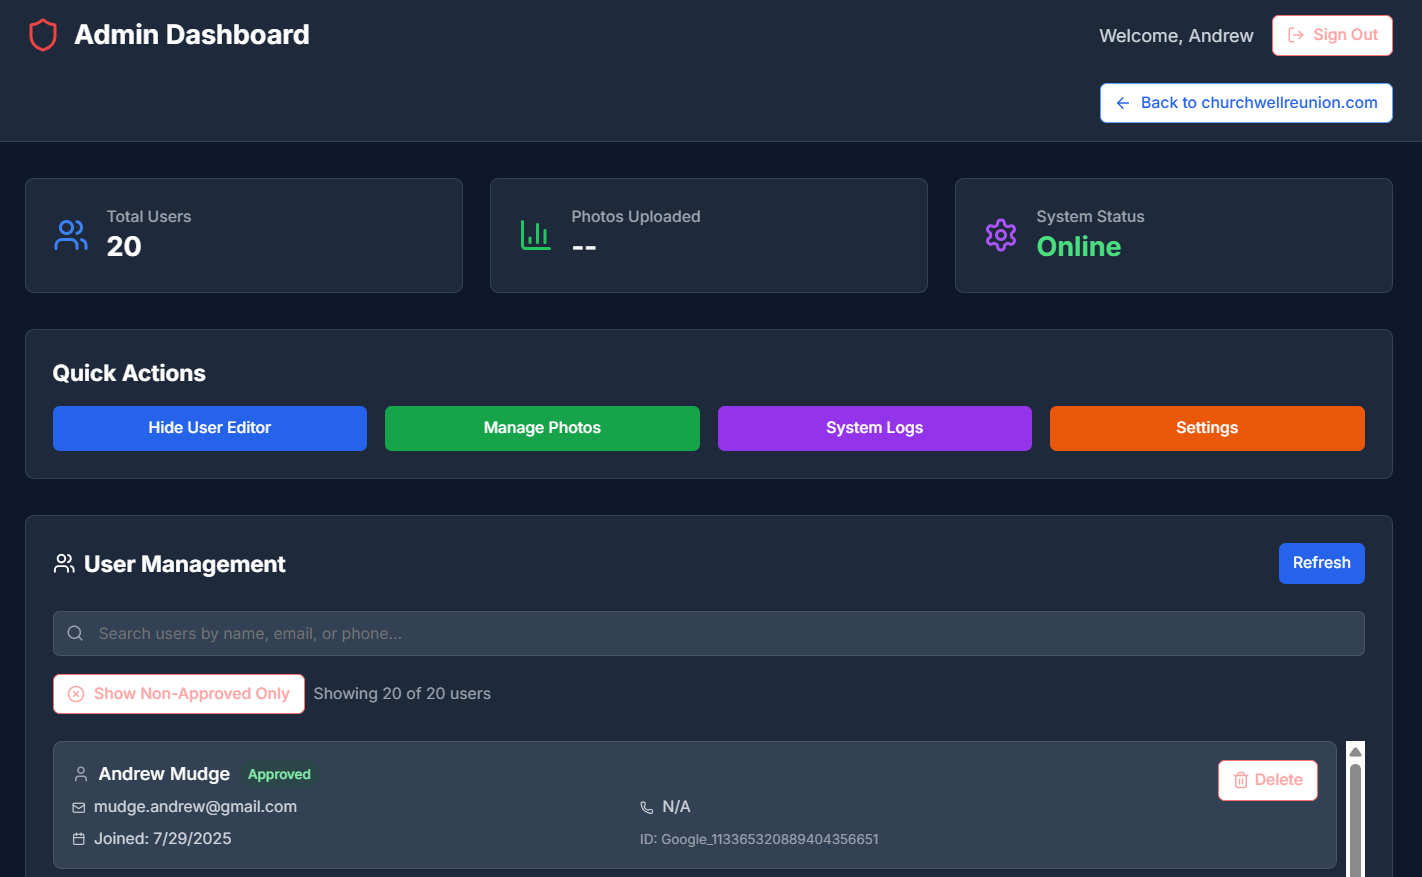 Admin Dashboard
Welcome, Andrew
Sign Out
Back to churchwellreunion.com
Total Users
20
Photos Uploaded
--
System Status
Online
Quick Actions
Hide User Editor
Manage Photos
System Logs
Settings
User Management
Refresh
Search users by name, email, or phone...
Show Non-Approved Only
Showing 20 of 20 users
Andrew Mudge
Approved
Delete
mudge.andrew@gmail.com
N/A
Joined: 7/29/2025
ID: Google_113365320889404356651